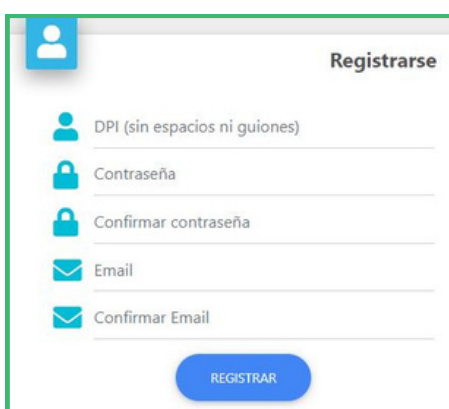 Registrarse
DPI (sin espacios ni guiones)
Contraseña
Confirmar contraseña
Email
Confirmar Email
REGISTRAR